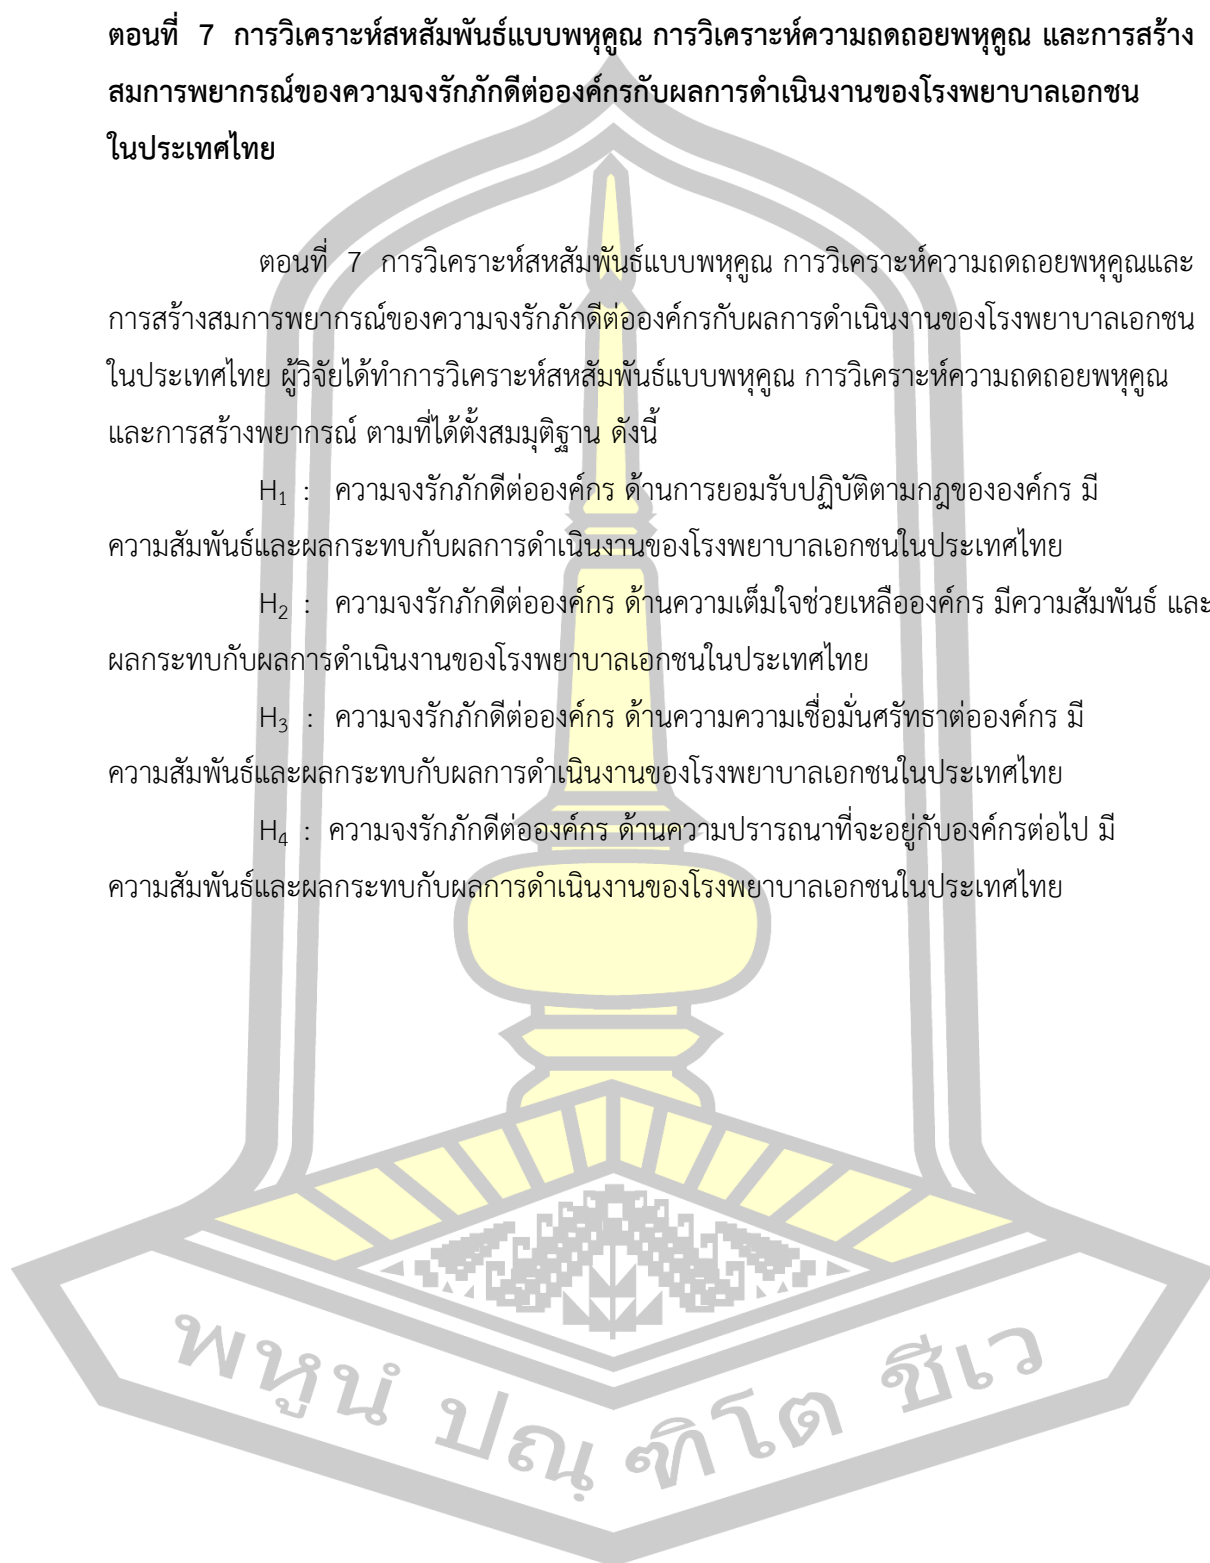 ตอนที่ 7 การวิเคราะห์สหสัมพันธ์แบบพหุคูณ การวิเคราะห์ความถดถอยพหุคูณ และการสร้าง
สมการพยากรณ์ของความจงรักภักดีต่อองค์กรกับผลการดำเนินงานของโรงพยาบาลเอกชน
ในประเทศไทย
ตอนที่ 7 การวิเคราะห์สหสัมพันธ์แบบพหุคูณ การวิเคราะห์ความถดถอยพหุคูณและ
การสร้างสมการพยากรณ์ของความจงรักภักดีต่อองค์กรกับผลการดำเนินงานของโรงพยาบาลเอกชน
ในประเทศไทย ผู้วิจัยได้ทำการวิเคราะห์สหสัมพันธ์แบบพหุคูณ การวิเคราะห์ความถดถอยพหุคูณ
และการสร้างพยากรณ์ ตามที่ได้ตั้งสมมุติฐาน ดังนี้
H₁ : ความจงรักภักดีต่อองค์กร ด้านการยอมรับปฏิบัติตามกฎขององค์กร มี
ความสัมพันธ์และผลกระทบกับผลการดำเนินงานของโรงพยาบาลเอกชนในประเทศไทย
H₂ : ความจงรักภักดีต่อองค์กร ด้านความเต็มใจช่วยเหลือองค์กร มีความสัมพันธ์ และ
ผลกระทบกับผลการดำเนินงานของโรงพยาบาลเอกชนในประเทศไทย
H₃ : ความจงรักภักดีต่อองค์กร ด้านความความเชื่อมั่นศรัทธาต่อองค์กร มี
ความสัมพันธ์และผลกระทบกับผลการดำเนินงานของโรงพยาบาลเอกชนในประเทศไทย
H₄ : ความจงรักภักดีต่อองค์กร ด้านความปรารถนาที่จะอยู่กับองค์กรต่อไป มี
ความสัมพันธ์และผลกระทบกับผลการดำเนินงานของโรงพยาบาลเอกชนในประเทศไทย
พหูนํ ปณฺฑิโต ชีเว